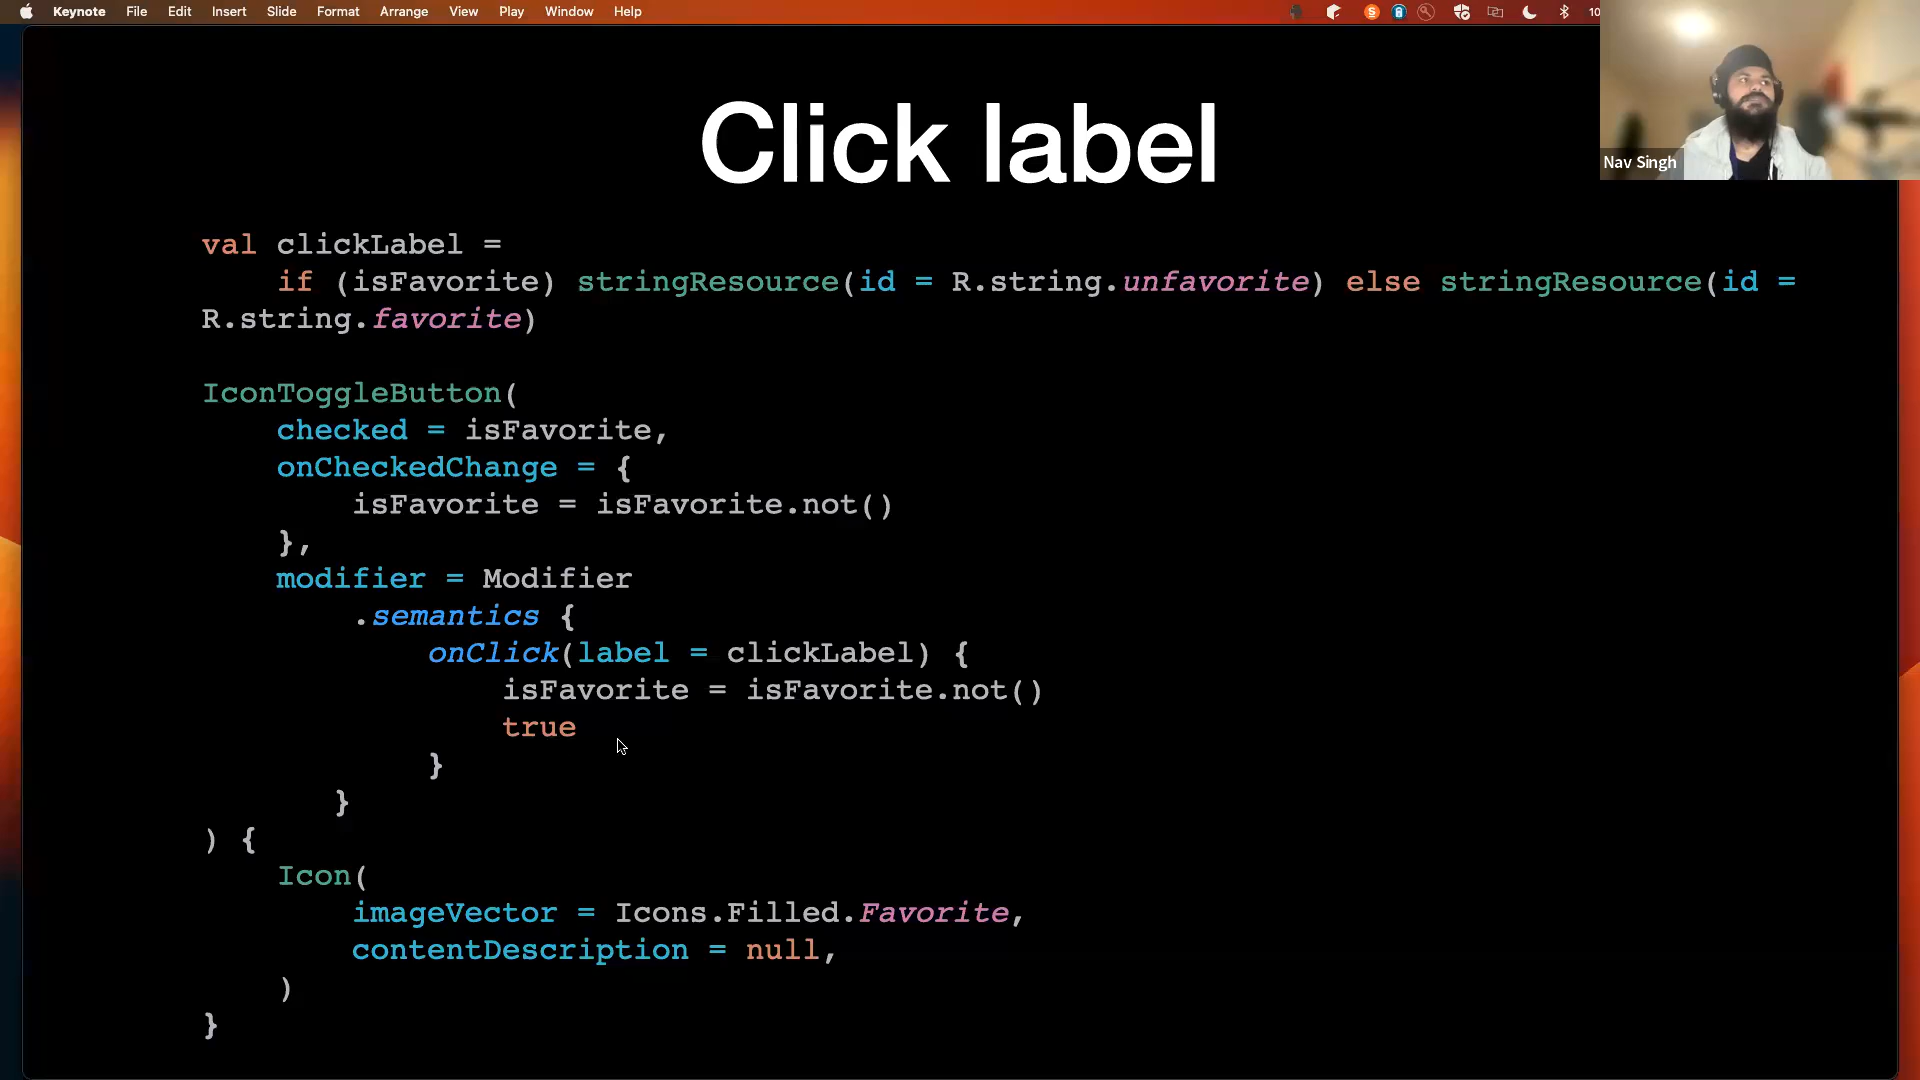 Keynote File Edit Insert Slide Format Arrange View Play Window Help
Nav Singh
Click label
val clickLabel =
if (isFavorite) stringResource(id = R.string.unfavorite) else stringResource(id =
R.string.favorite)
IconToggleButton(
checked = isFavorite,
onCheckedChange = {
isFavorite = isFavorite.not()
},
modifier = Modifier
.semantics {
onClick(label = clickLabel) {
isFavorite = isFavorite.not()
true
}
}
) {
Icon(
imageVector = Icons.Filled.Favorite,
contentDescription = null,
)
}